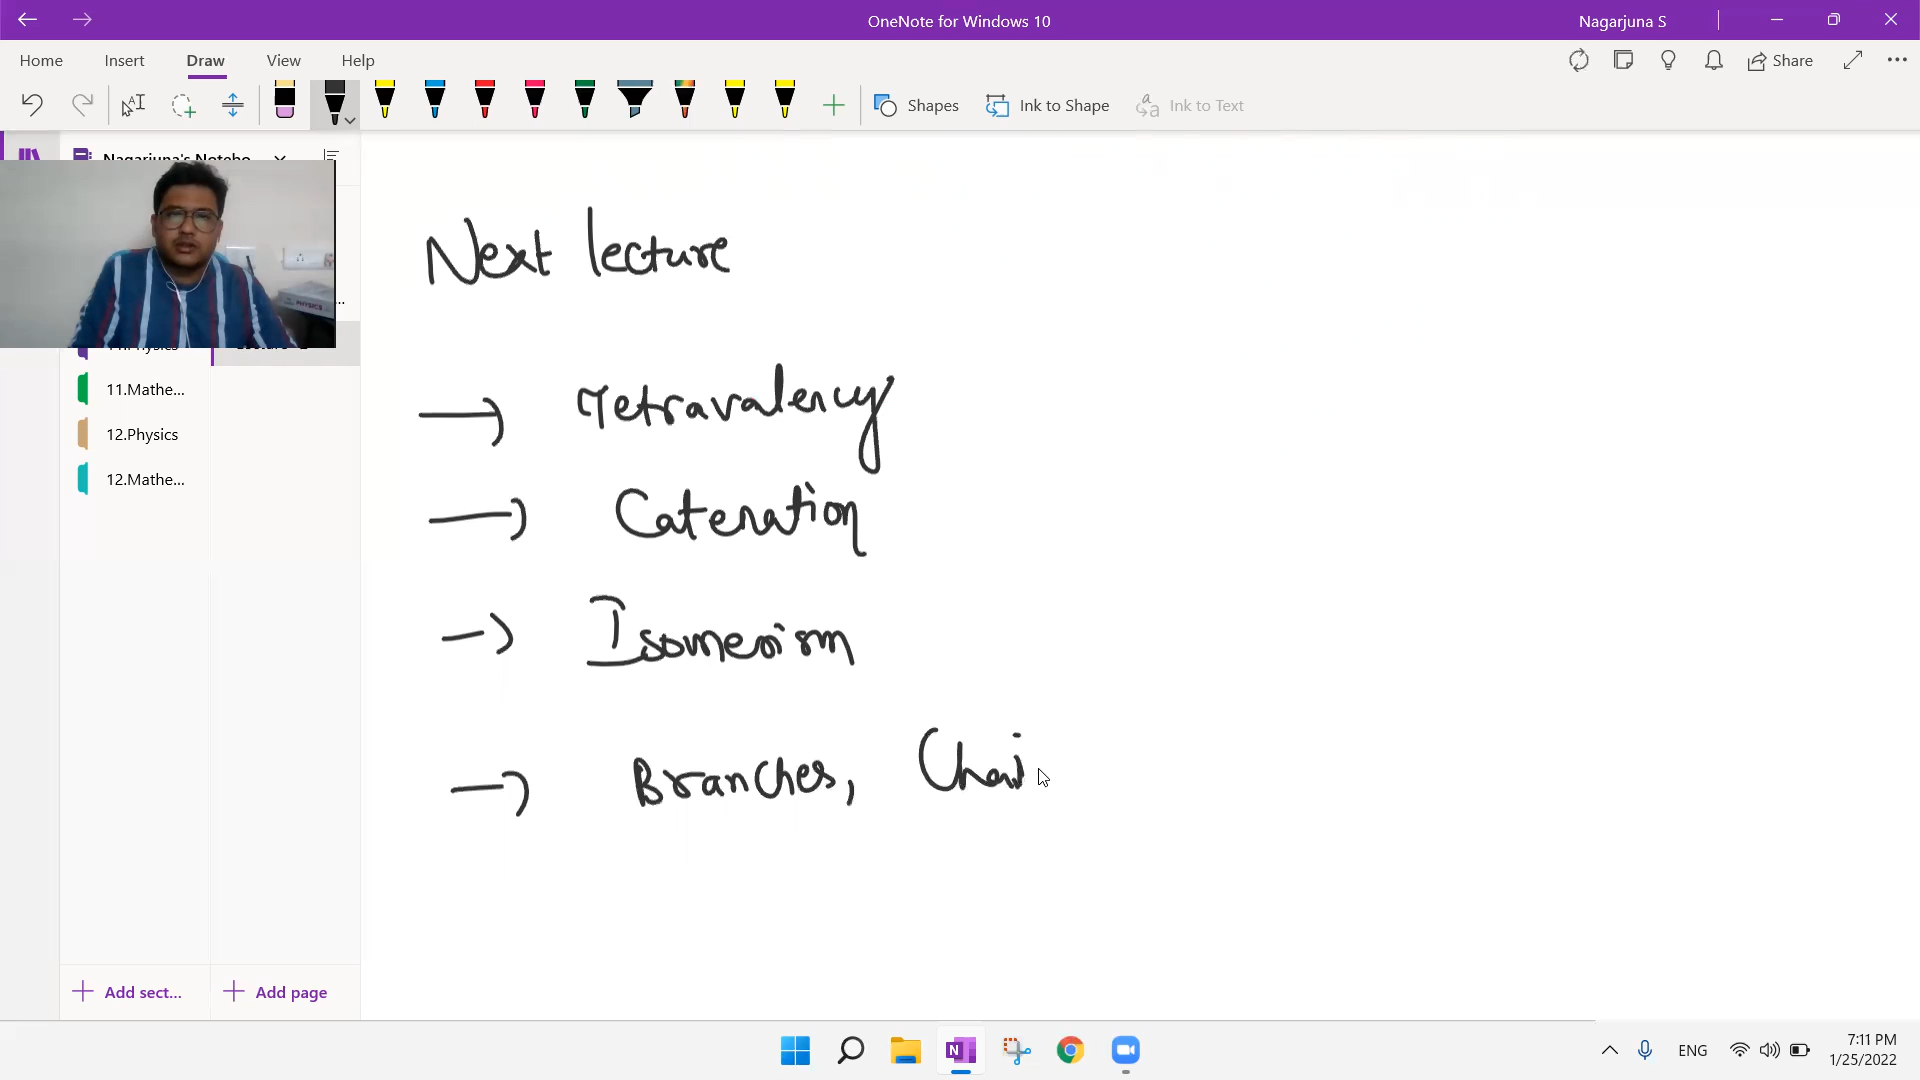 OneNote for Windows 10
Nagarjuna S
Home Insert Draw View Help
Share
Shapes Ink to Shape Ink to Text
Nagarjuna's Notebo
Next lecture
→ Tetravalency
→ Catenation
→ Isomerism
→ Branches, Chai
11.Mathe...
12.Physics
12.Mathe...
Add sect...
Add page
ENG
7:11 PM
1/25/2022